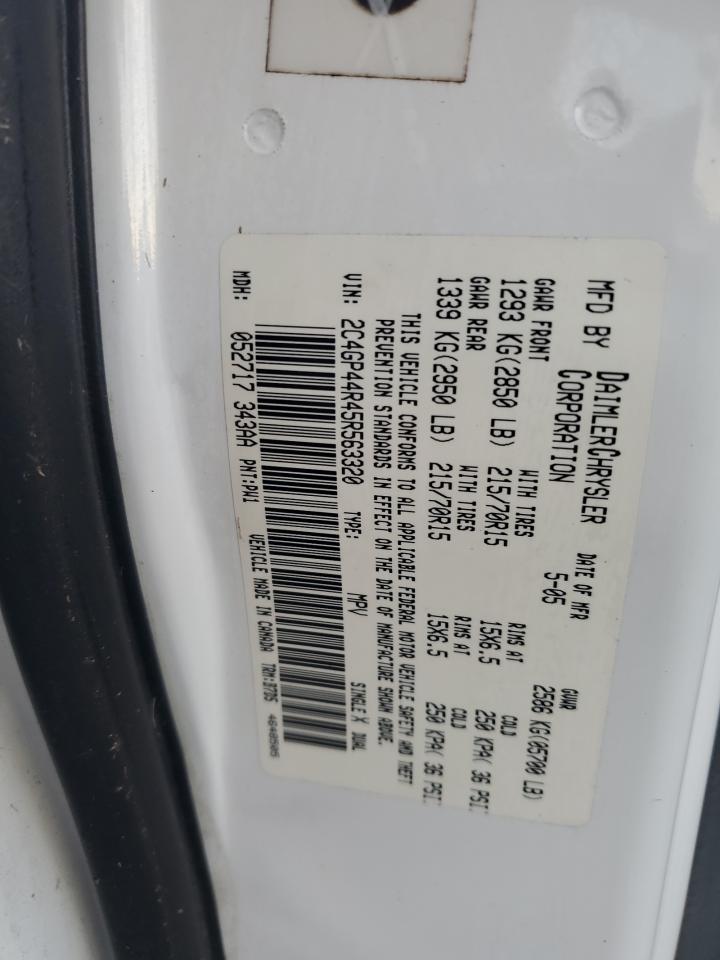 MFD BY DAIMLERCHRYSLER CORPORATION
DATE OF MFR 5-05
GVWR 2586 KG(05700 LB)
GAWR FRONT WITH TIRES RIMS AT COLD
1293 KG(2850 LB) 215/70R15 15X6.5 250 KPA( 36 PSI)
GAWR REAR WITH TIRES RIMS AT COLD
1339 KG(2950 LB) 215/70R15 15X6.5 250 KPA( 36 PSI)
THIS VEHICLE CONFORMS TO ALL APPLICABLE FEDERAL MOTOR VEHICLE SAFETY AND THEFT
PREVENTION STANDARDS IN EFFECT ON THE DATE OF MANUFACTURE SHOWN ABOVE.
VIN: 2C4GP44R45R563320 TYPE: MPV SINGLE X DUAL
MDH: 052717 343AA PNT:PW1
VEHICLE MADE IN CANADA TRM:B7D5